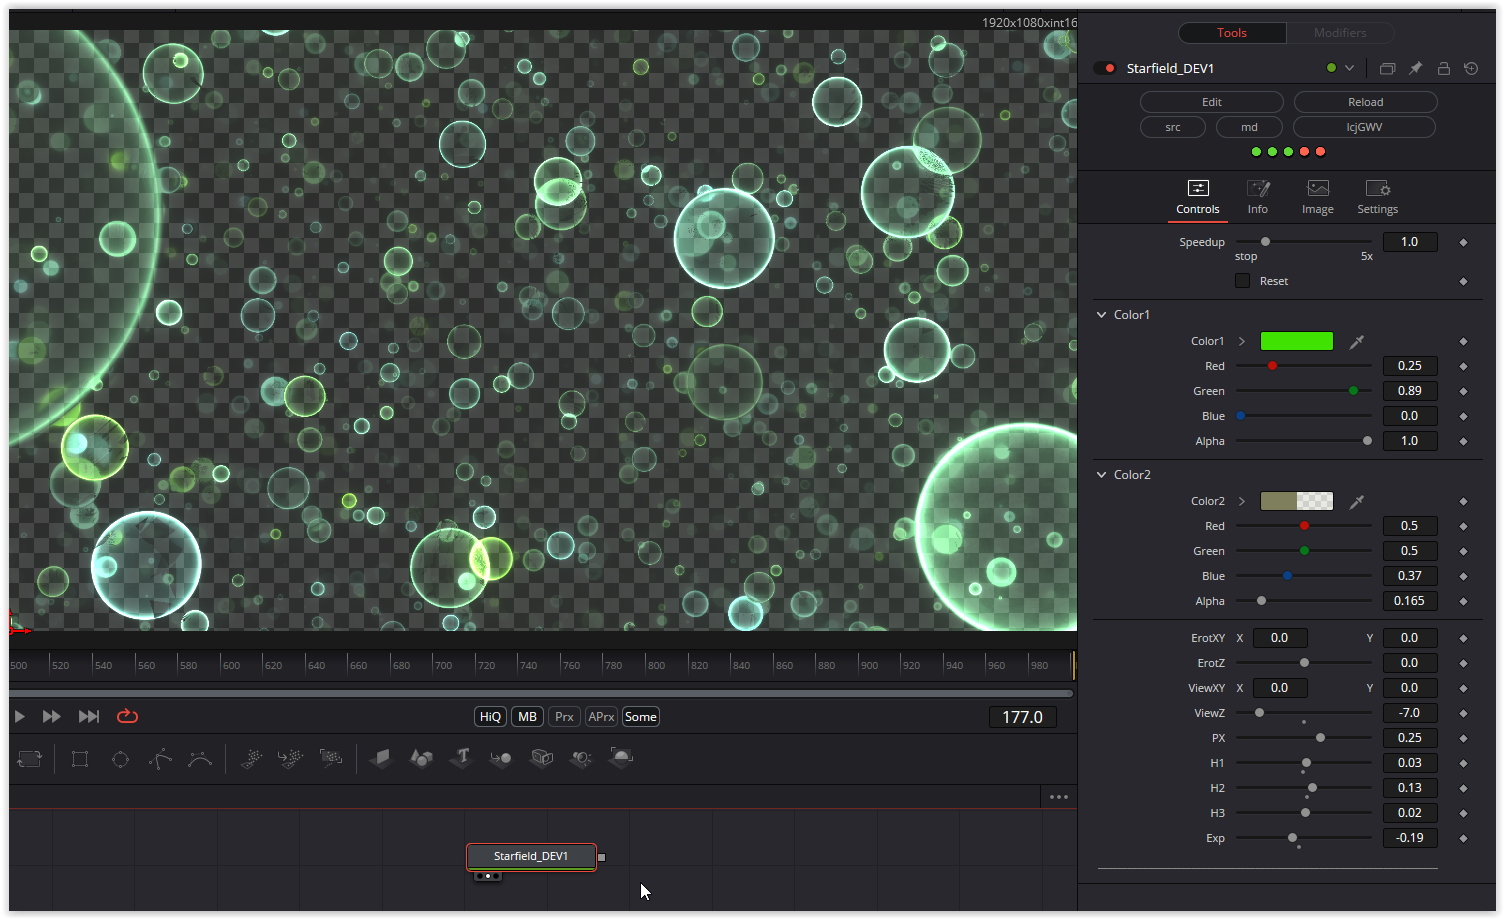 1920x1080xint16
Tools
Modifiers
Starfield_DEV1
Edit
Reload
src
md
lcjGWV
Controls
Info
Image
Settings
Speedup
1.0
stop
5x
Reset
Color1
Color1
Red
0.25
Green
0.89
Blue
0.0
Alpha
1.0
Color2
Color2
Red
0.5
Green
0.5
Blue
0.37
Alpha
0.165
ErotXY X 0.0 Y 0.0
ErotZ
0.0
ViewXY X 0.0 Y 0.0
ViewZ
-7.0
PX
0.25
H1
0.03
H2
0.13
H3
0.02
Exp
-0.19
500 520 540 560 580 600 620 640 660 680 700 720 740 760 780 800 820 840 860 880 900 920 940 960 980
HiQ MB Prx APrx Some
177.0
Starfield_DEV1